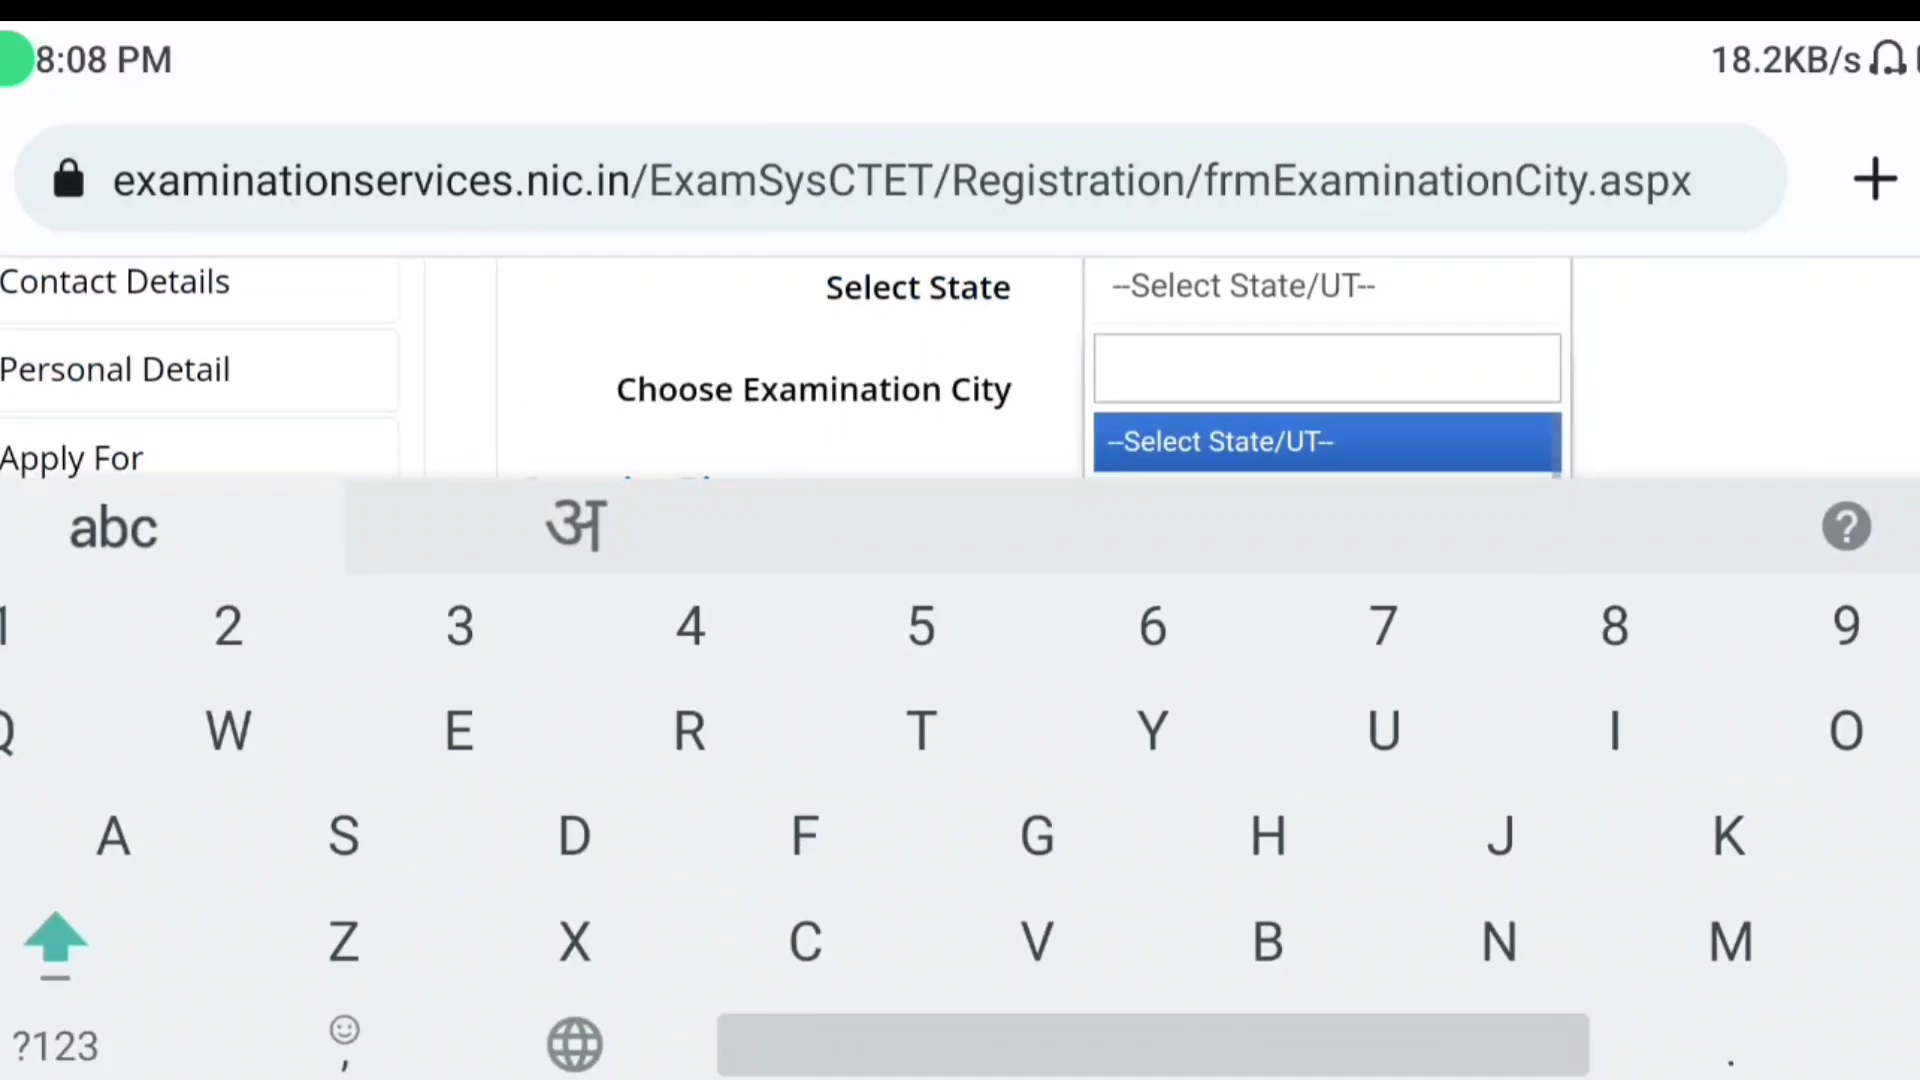 8:08 PM
18.2KB/s
examinationservices.nic.in/ExamSysCTET/Registration/frmExaminationCity.aspx
Contact Details
Select State
--Select State/UT--
Personal Detail
Choose Examination City
--Select State/UT--
Apply For
abc
अ
?
1 2 3 4 5 6 7 8 9
Q W E R T Y U I O
A S D F G H J K
Z X C V B N M
?123 , .